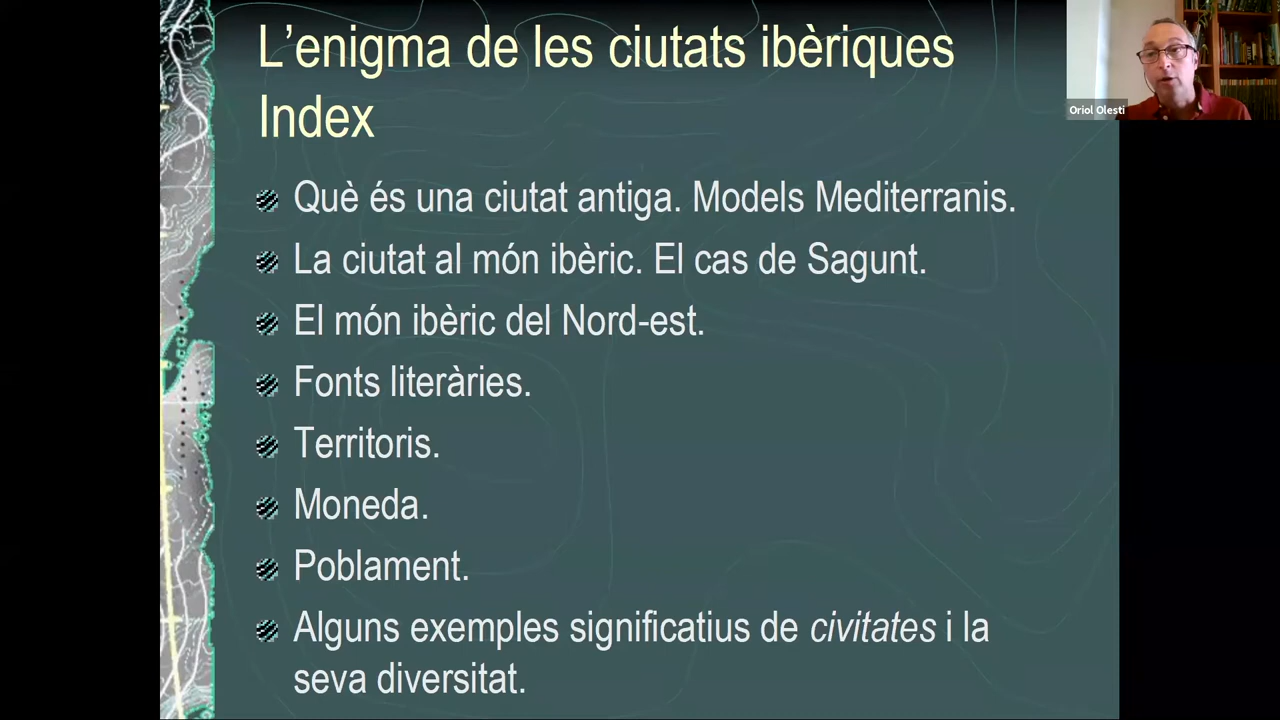 L’enigma de les ciutats ibèriques
Index
Què és una ciutat antiga. Models Mediterranis.
La ciutat al món ibèric. El cas de Sagunt.
El món ibèric del Nord-est.
Fonts literàries.
Territoris.
Moneda.
Poblament.
Alguns exemples significatius de civitates i la
seva diversitat.
Oriol Olesti